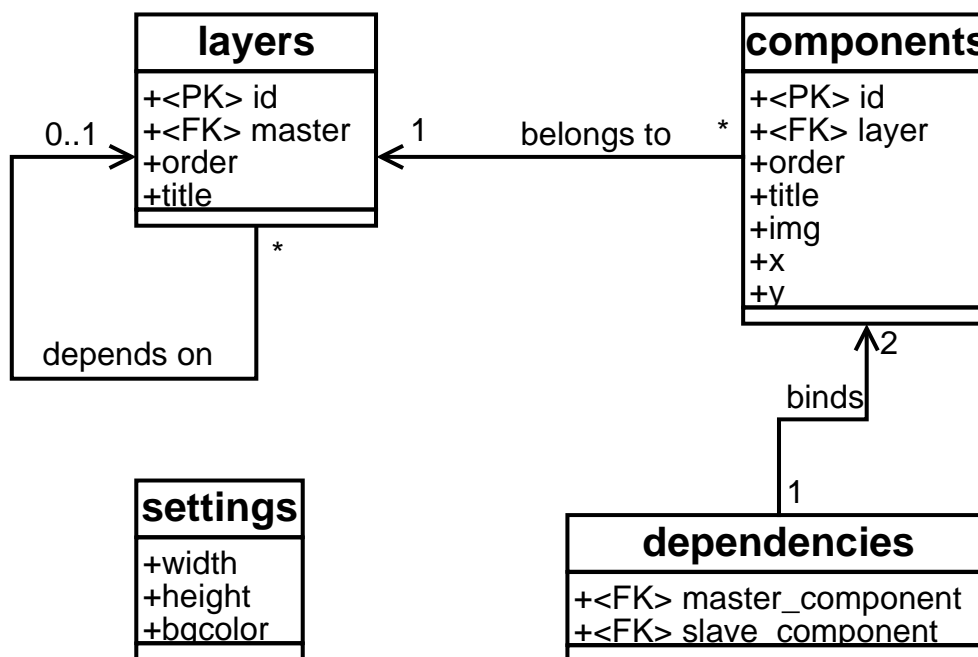 layers
+<PK> id
+<FK> master
+order
+title
0..1
*
depends on
1
belongs to
*
components
+<PK> id
+<FK> layer
+order
+title
+img
+x
+y
2
binds
1
settings
+width
+height
+bgcolor
dependencies
+<FK> master_component
+<FK> slave_component